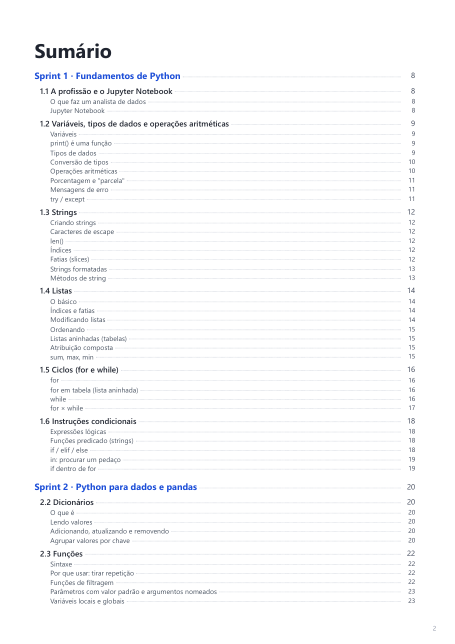 Sumário
Sprint 1 · Fundamentos de Python 8
1.1 A profissão e o Jupyter Notebook 8
O que faz um analista de dados 8
Jupyter Notebook 8
1.2 Variáveis, tipos de dados e operações aritméticas 9
Variáveis 9
print() é uma função 9
Tipos de dados 9
Conversão de tipos 10
Operações aritméticas 10
Porcentagem e "parcela" 11
Mensagens de erro 11
try / except 11
1.3 Strings 12
Criando strings 12
Caracteres de escape 12
len() 12
Índices 12
Fatias (slices) 12
Strings formatadas 13
Métodos de string 13
1.4 Listas 14
O básico 14
Índices e fatias 14
Modificando listas 14
Ordenando 15
Listas aninhadas (tabelas) 15
Atribuição composta 15
sum, max, min 15
1.5 Ciclos (for e while) 16
for 16
for em tabela (lista aninhada) 16
while 16
for × while 17
1.6 Instruções condicionais 18
Expressões lógicas 18
Funções predicado (strings) 18
if / elif / else 18
in: procurar um pedaço 19
if dentro de for 19
Sprint 2 · Python para dados e pandas 20
2.2 Dicionários 20
O que é 20
Lendo valores 20
Adicionando, atualizando e removendo 20
Agrupar valores por chave 20
2.3 Funções 22
Sintaxe 22
Por que usar: tirar repetição 22
Funções de filtragem 22
Parâmetros com valor padrão e argumentos nomeados 23
Variáveis locais e globais 23
2